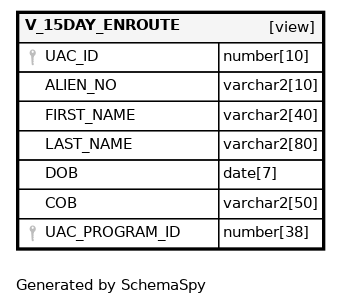 V_15DAY_ENROUTE [view]
UAC_ID number[10]
ALIEN_NO varchar2[10]
FIRST_NAME varchar2[40]
LAST_NAME varchar2[80]
DOB date[7]
COB varchar2[50]
UAC_PROGRAM_ID number[38]
Generated by SchemaSpy